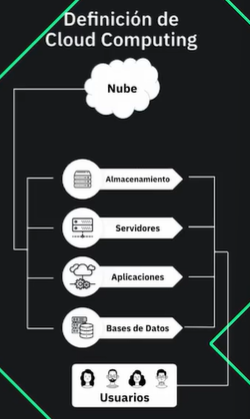 Definición de
Cloud Computing
Nube
Almacenamiento
Servidores
Aplicaciones
Bases de Datos
Usuarios